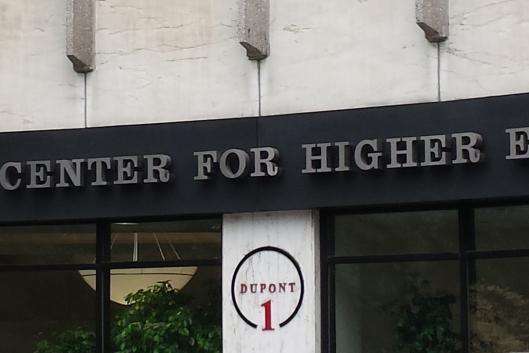 CENTER FOR HIGHER E
DUPONT
1